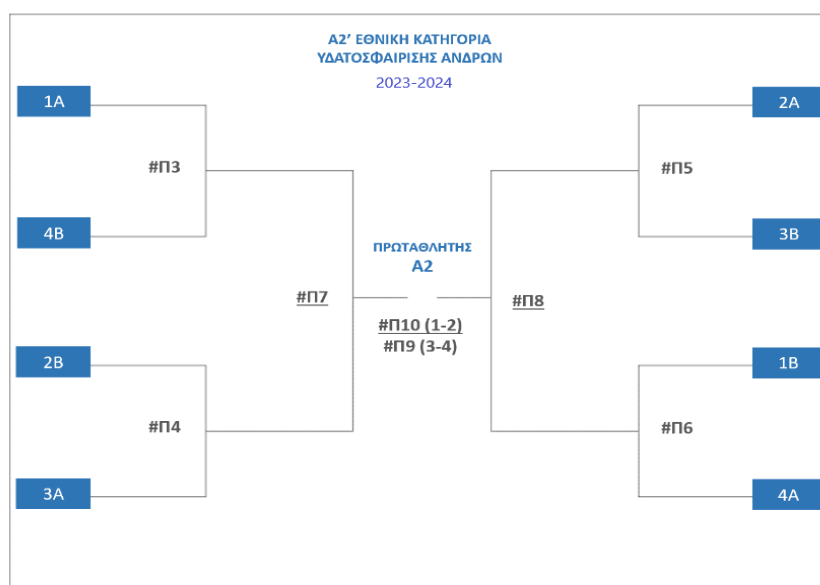 Α2' ΕΘΝΙΚΗ ΚΑΤΗΓΟΡΙΑ
ΥΔΑΤΟΣΦΑΙΡΙΣΗΣ ΑΝΔΡΩΝ
2023-2024
1Α
2Α
#Π3
#Π5
4Β
3Β
ΠΡΩΤΑΘΛΗΤΗΣ
Α2
#Π7
#Π8
#Π10 (1-2)
#Π9 (3-4)
2Β
1Β
#Π4
#Π6
3Α
4Α